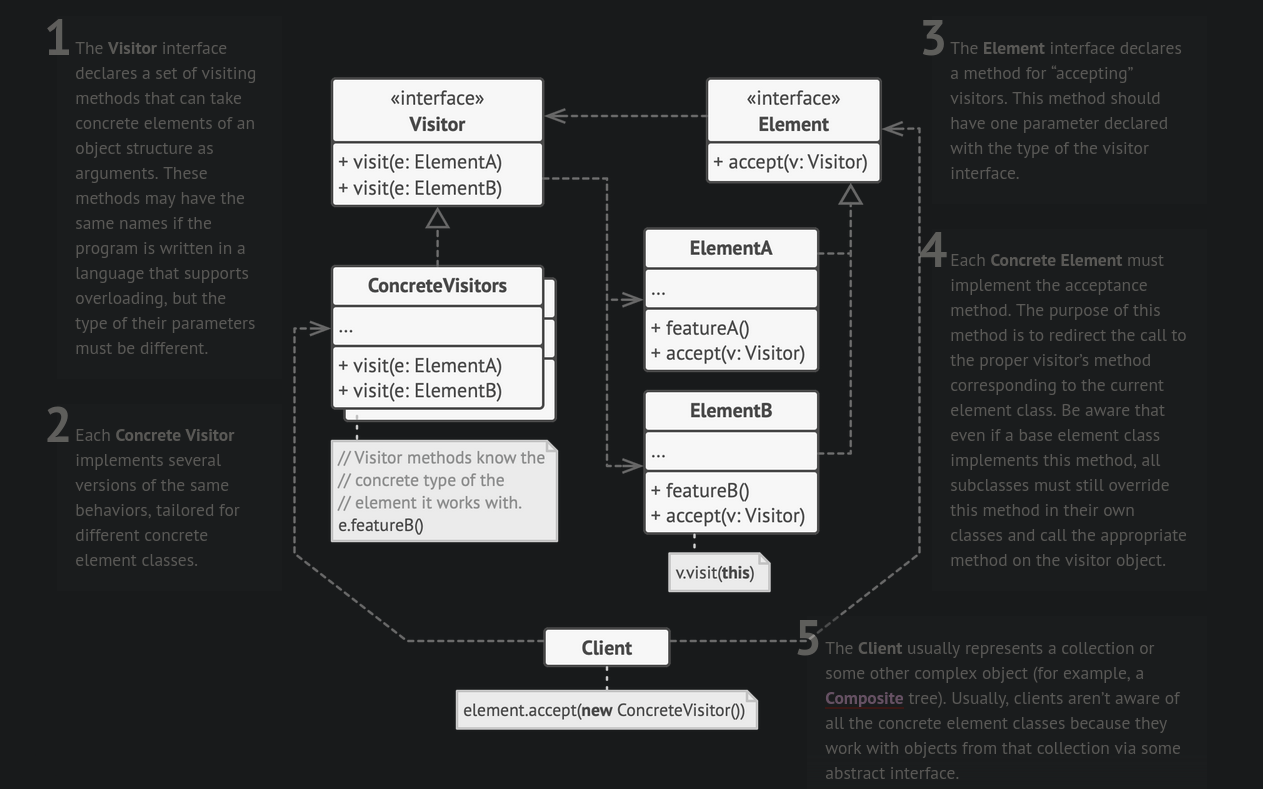 1
The Visitor interface
declares a set of visiting
methods that can take
concrete elements of an
object structure as
arguments. These
methods may have the
same names if the
program is written in a
language that supports
overloading, but the
type of their parameters
must be different.
2
Each Concrete Visitor
implements several
versions of the same
behaviors, tailored for
different concrete
element classes.
«interface»
Visitor
+ visit(e: ElementA)
+ visit(e: ElementB)
ConcreteVisitors
...
+ visit(e: ElementA)
+ visit(e: ElementB)
// Visitor methods know the
// concrete type of the
// element it works with.
e.featureB()
«interface»
Element
+ accept(v: Visitor)
ElementA
...
+ featureA()
+ accept(v: Visitor)
ElementB
...
+ featureB()
+ accept(v: Visitor)
v.visit(this)
Client
element.accept(new ConcreteVisitor())
3
The Element interface declares
a method for “accepting”
visitors. This method should
have one parameter declared
with the type of the visitor
interface.
4
Each Concrete Element must
implement the acceptance
method. The purpose of this
method is to redirect the call to
the proper visitor’s method
corresponding to the current
element class. Be aware that
even if a base element class
implements this method, all
subclasses must still override
this method in their own
classes and call the appropriate
method on the visitor object.
5
The Client usually represents a collection or
some other complex object (for example, a
Composite tree). Usually, clients aren’t aware of
all the concrete element classes because they
work with objects from that collection via some
abstract interface.